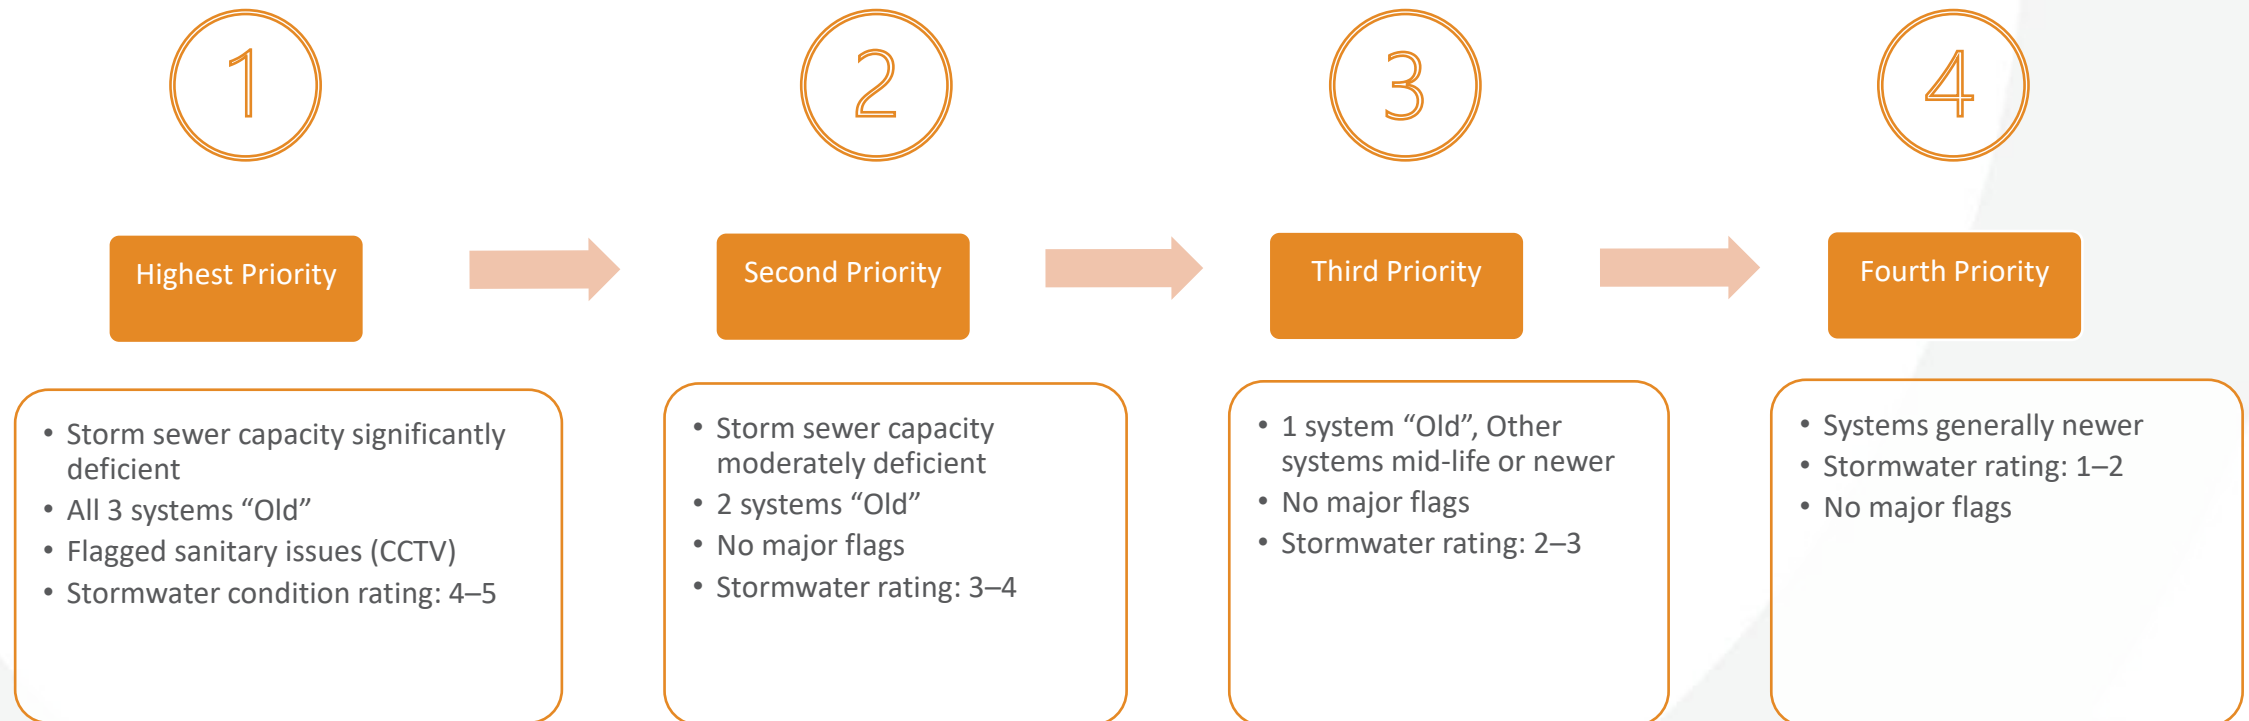 1
2
3
4
Highest Priority
Second Priority
Third Priority
Fourth Priority
• Storm sewer capacity significantly
deficient
• All 3 systems “Old”
• Flagged sanitary issues (CCTV)
• Stormwater condition rating: 4–5
• Storm sewer capacity
moderately deficient
• 2 systems “Old”
• No major flags
• Stormwater rating: 3–4
• 1 system “Old”, Other
systems mid-life or newer
• No major flags
• Stormwater rating: 2–3
• Systems generally newer
• Stormwater rating: 1–2
• No major flags